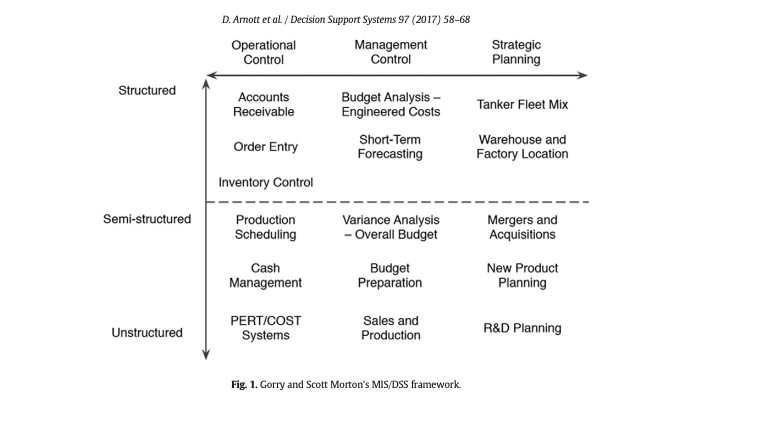 D. Arnott et al. / Decision Support Systems 97 (2017) 58–68
Operational Control
Management Control
Strategic Planning
Structured
Accounts Receivable
Budget Analysis – Engineered Costs
Tanker Fleet Mix
Order Entry
Short-Term Forecasting
Warehouse and Factory Location
Inventory Control
Semi-structured
Production Scheduling
Variance Analysis – Overall Budget
Mergers and Acquisitions
Cash Management
Budget Preparation
New Product Planning
Unstructured
PERT/COST Systems
Sales and Production
R&D Planning
Fig. 1. Gorry and Scott Morton's MIS/DSS framework.